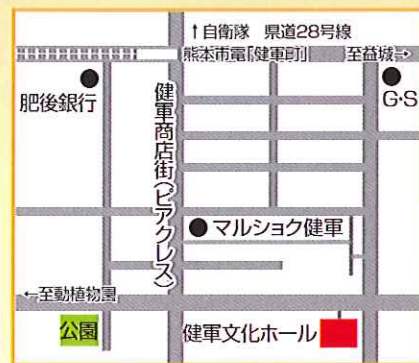 ↑自衛隊 県道28号線
熊本市電「健軍町」 至益城→
肥後銀行
G・S
健軍商店街(ピアクレス)
マルショク健軍
←至動植物園
公園
健軍文化ホール